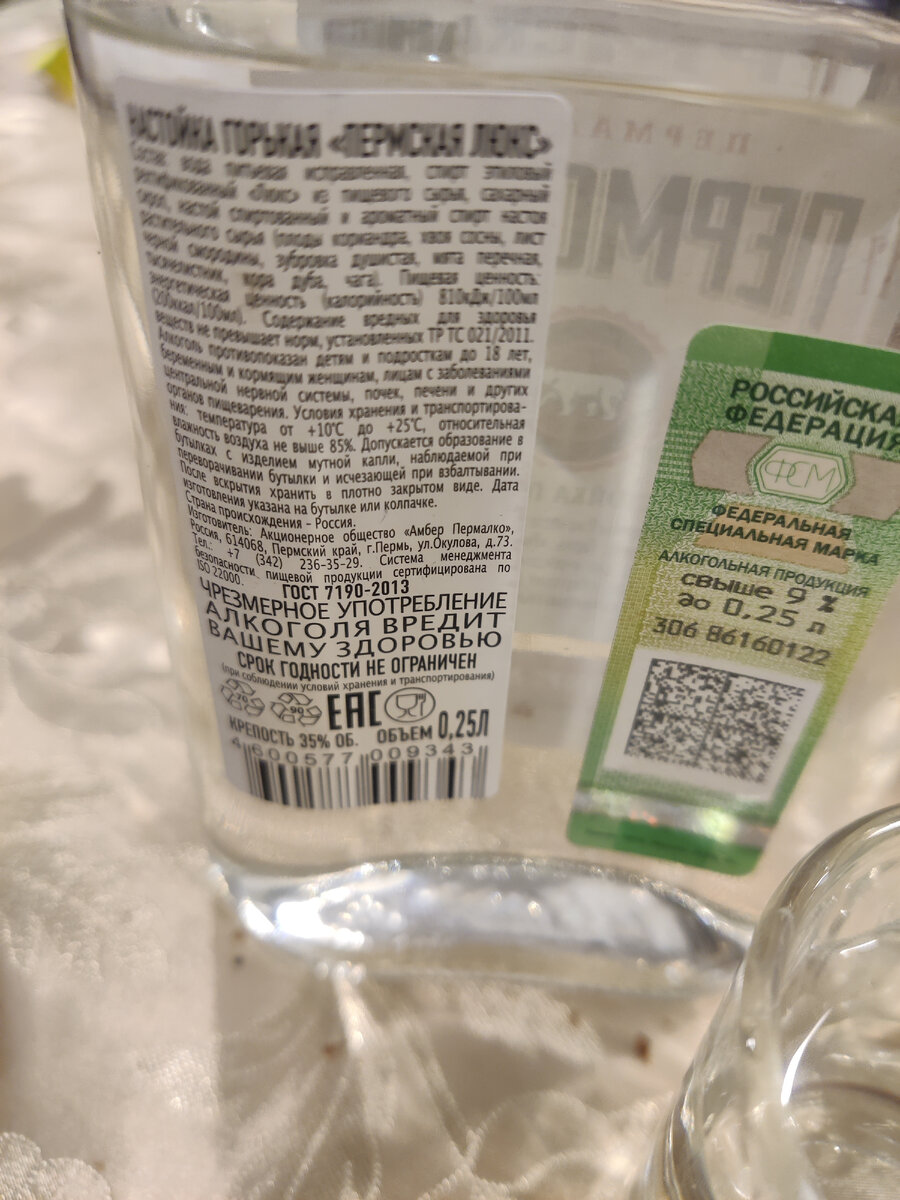 НАСТОЙКА ГОРЬКАЯ «ПЕРМСКАЯ ЛЮКС»
Состав: вода питьевая исправленная, спирт этиловый
ректификованный «Люкс» из пищевого сырья, сахарный
сироп, настой спиртованный и ароматный спирт настоя
растительного сырья (плоды кориандра, хвоя сосны, лист
черной смородины, зубровка душистая, мята перечная,
тысячелистник, кора дуба, чага). Пищевая ценность:
энергетическая ценность (калорийность) 810кДж/100мл
(200ккал/100мл). Содержание вредных для здоровья
веществ не превышает норм, установленных ТР ТС 021/2011.
Алкоголь противопоказан детям и подросткам до 18 лет,
беременным и кормящим женщинам, лицам с заболеваниями
центральной нервной системы, почек, печени и других
органов пищеварения. Условия хранения и транспортирова-
ния: температура от +10°С до +25°С, относительная
влажность воздуха не выше 85%. Допускается образование в
бутылках с изделием мутной капли, наблюдаемой при
переворачивании бутылки и исчезающей при взбалтывании.
После вскрытия хранить в плотно закрытом виде. Дата
изготовления указана на бутылке или колпачке.
Страна происхождения - Россия.
Изготовитель: Акционерное общество «Амбер Пермалко»,
Россия, 614068, Пермский край, г.Пермь, ул.Окулова, д.73.
Тел.: +7 (342) 236-35-29. Система менеджмента
безопасности пищевой продукции сертифицирована по
ISO 22000.
ГОСТ 7190-2013
ЧРЕЗМЕРНОЕ УПОТРЕБЛЕНИЕ
АЛКОГОЛЯ ВРЕДИТ
ВАШЕМУ ЗДОРОВЬЮ
СРОК ГОДНОСТИ НЕ ОГРАНИЧЕН
(при соблюдении условий хранения и транспортирования)
70 90 ЕАС
КРЕПОСТЬ 35% ОБ. ОБЪЕМ 0,25Л
4 600577 009343
ПЕРМА
ПЕРМС
РОССИЙСКА
ФЕДЕРАЦИЯ
ФСМ
ФЕДЕРАЛЬНАЯ
СПЕЦИАЛЬНАЯ МАРКА
АЛКОГОЛЬНАЯ ПРОДУКЦИЯ
свыше 9 %
до 0,25 л
306 86160122